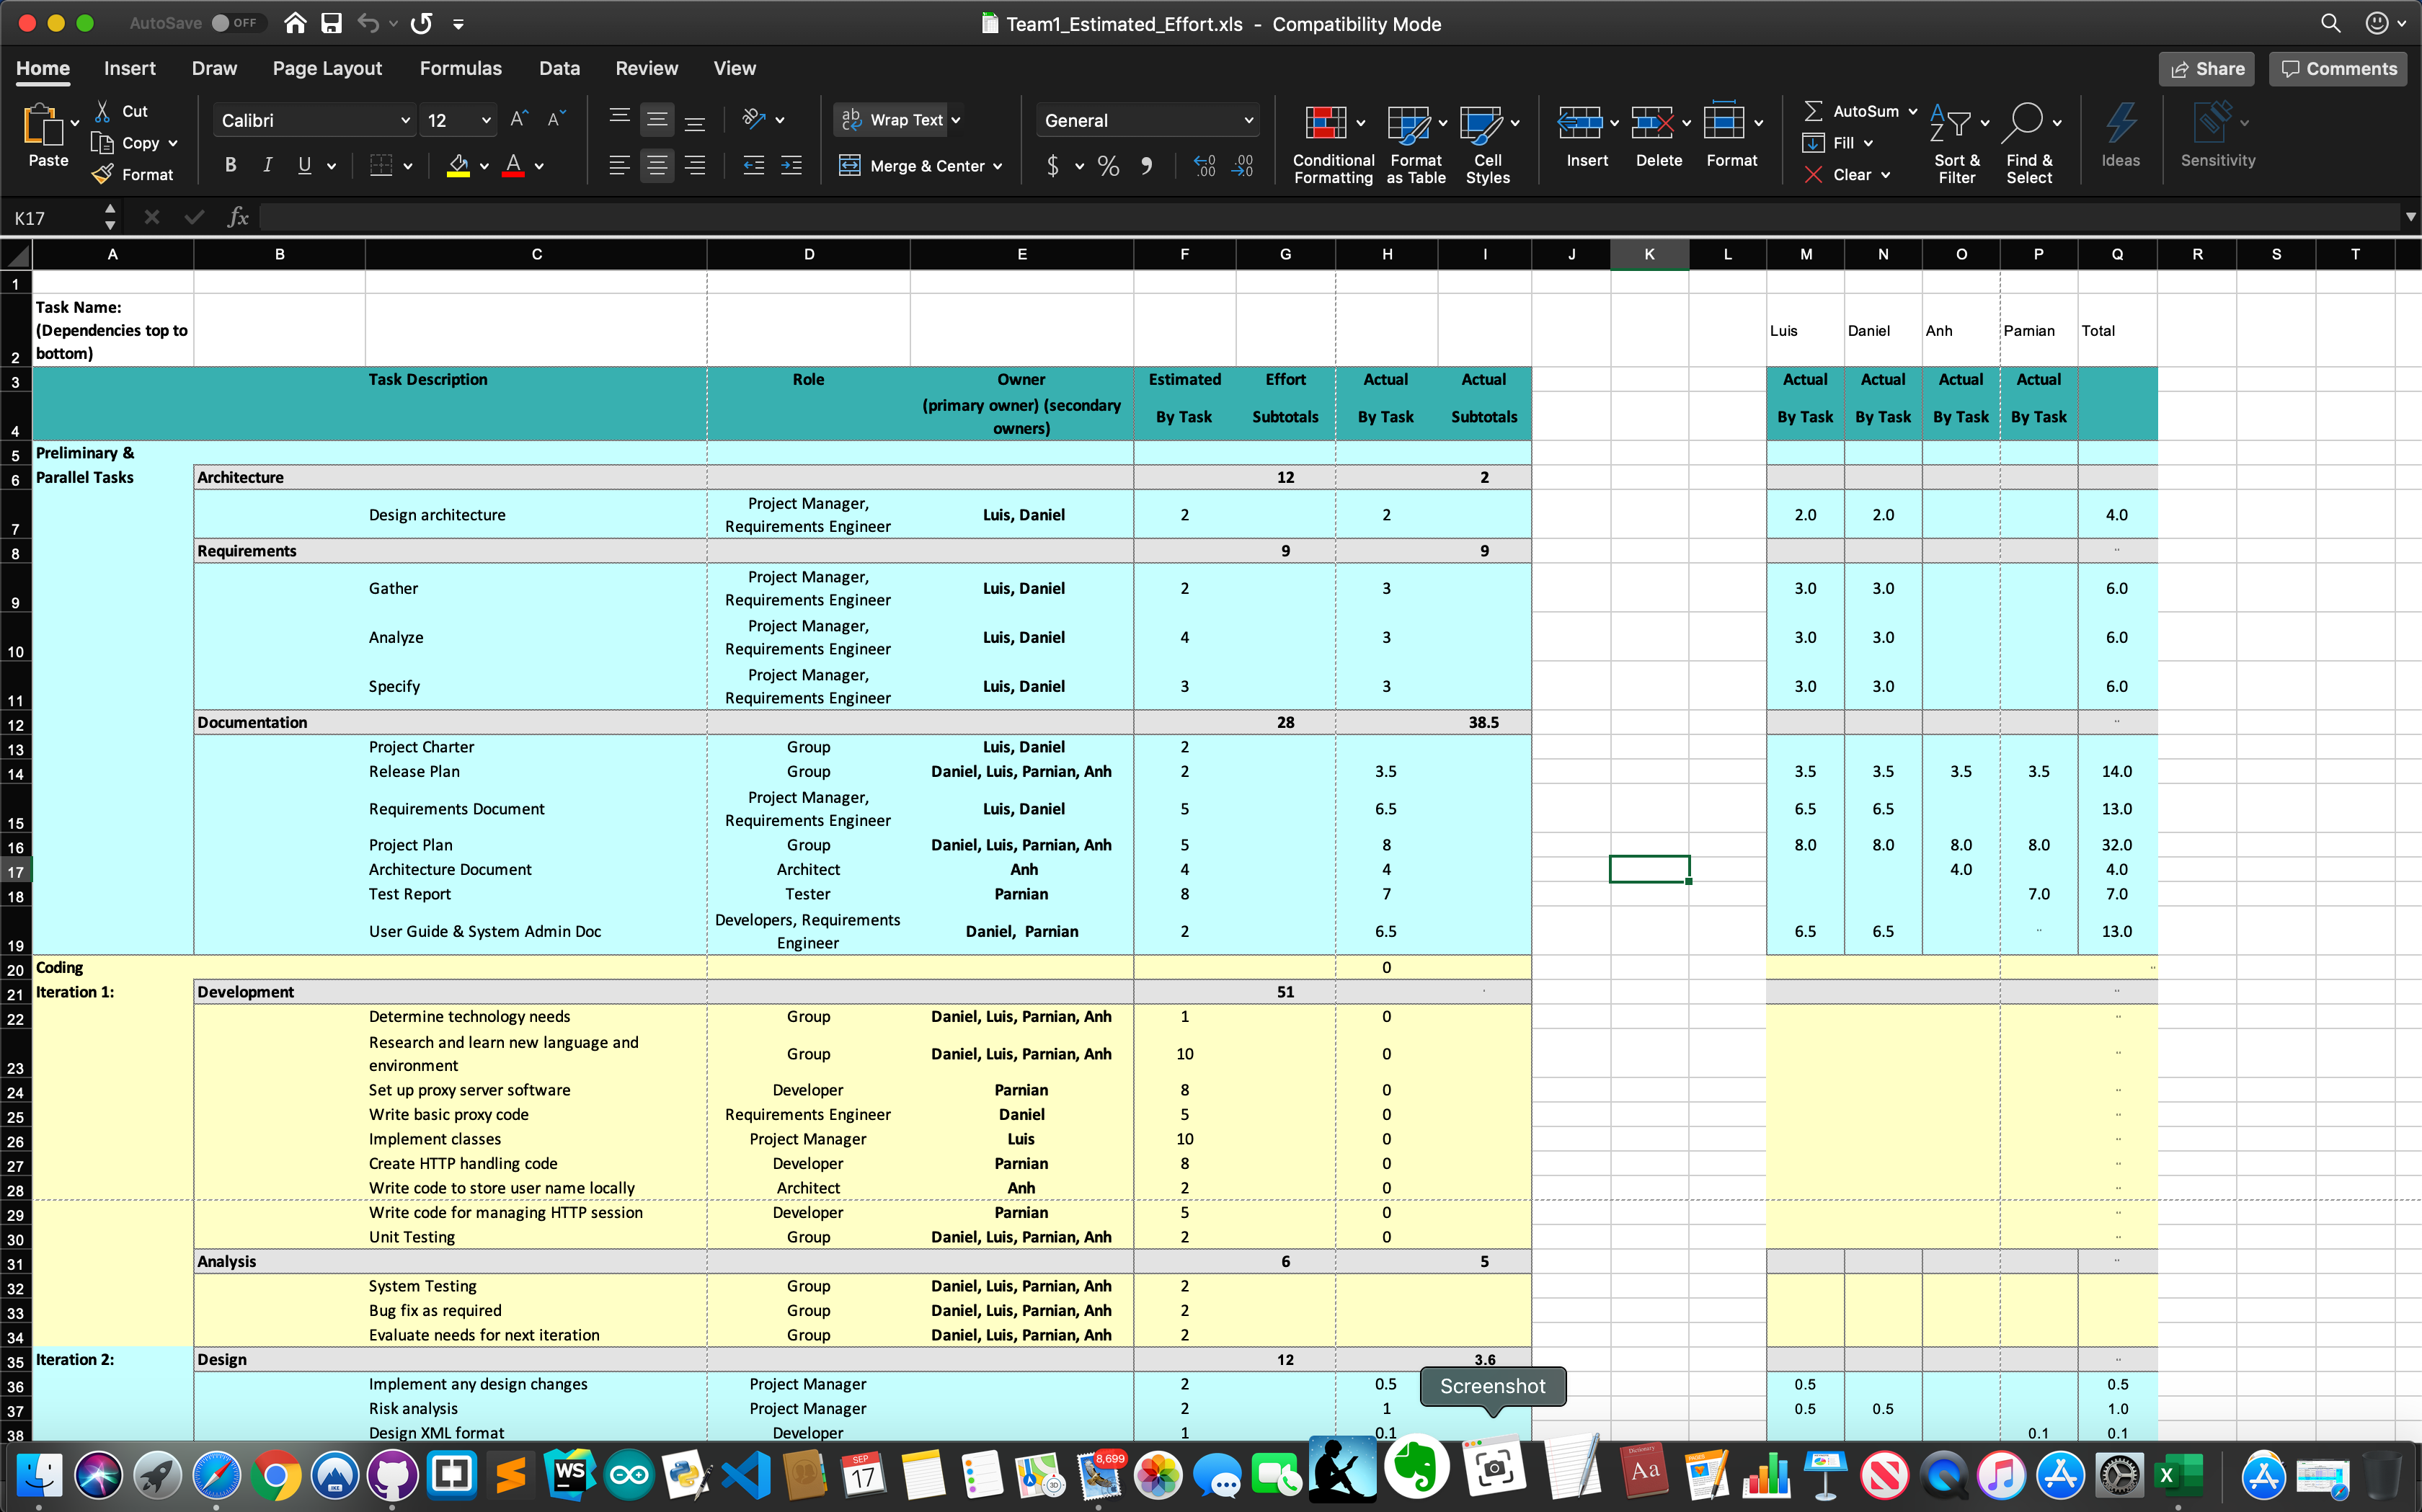 AutoSave OFF Team1_Estimated_Effort.xls - Compatibility Mode
Home Insert Draw Page Layout Formulas Data Review View Share Comments
Paste Cut Copy Format
Calibri 12 A^ A˅
B I U A
ab Wrap Text
Merge & Center
General
$ % 9 .00 .00
Conditional Formatting
Format as Table
Cell Styles
Insert Delete Format
AutoSum Fill Clear
Sort & Filter
Find & Select
Ideas Sensitivity
K17 fx
A B C D E F G H I J K L M N O P Q R S T
1
2 Task Name: (Dependencies top to bottom) Luis Daniel Anh Parnian Total
3 Task Description Role Owner Estimated Effort Actual Actual Actual Actual Actual Actual
4 (primary owner) (secondary owners) By Task Subtotals By Task Subtotals By Task By Task By Task By Task
5 Preliminary &
6 Parallel Tasks Architecture 12 2
7 Design architecture Project Manager, Requirements Engineer Luis, Daniel 2 2 2.0 2.0 4.0
8 Requirements 9 9
9 Gather Project Manager, Requirements Engineer Luis, Daniel 2 3 3.0 3.0 6.0
10 Analyze Project Manager, Requirements Engineer Luis, Daniel 4 3 3.0 3.0 6.0
11 Specify Project Manager, Requirements Engineer Luis, Daniel 3 3 3.0 3.0 6.0
12 Documentation 28 38.5
13 Project Charter Group Luis, Daniel 2
14 Release Plan Group Daniel, Luis, Parnian, Anh 2 3.5 3.5 3.5 3.5 3.5 14.0
15 Requirements Document Project Manager, Requirements Engineer Luis, Daniel 5 6.5 6.5 6.5 13.0
16 Project Plan Group Daniel, Luis, Parnian, Anh 5 8 8.0 8.0 8.0 8.0 32.0
17 Architecture Document Architect Anh 4 4 4.0 4.0
18 Test Report Tester Parnian 8 7 7.0 7.0
19 User Guide & System Admin Doc Developers, Requirements Engineer Daniel, Parnian 2 6.5 6.5 6.5 13.0
20 Coding 0
21 Iteration 1: Development 51
22 Determine technology needs Group Daniel, Luis, Parnian, Anh 1 0
23 Research and learn new language and environment Group Daniel, Luis, Parnian, Anh 10 0
24 Set up proxy server software Developer Parnian 8 0
25 Write basic proxy code Requirements Engineer Daniel 5 0
26 Implement classes Project Manager Luis 10 0
27 Create HTTP handling code Developer Parnian 8 0
28 Write code to store user name locally Architect Anh 2 0
29 Write code for managing HTTP session Developer Parnian 5 0
30 Unit Testing Group Daniel, Luis, Parnian, Anh 2 0
31 Analysis 6 5
32 System Testing Group Daniel, Luis, Parnian, Anh 2
33 Bug fix as required Group Daniel, Luis, Parnian, Anh 2
34 Evaluate needs for next iteration Group Daniel, Luis, Parnian, Anh 2
35 Iteration 2: Design 12 3.6
36 Implement any design changes Project Manager 2 0.5 0.5 0.5
37 Risk analysis Project Manager 2 1 0.5 0.5 1.0
38 Design XML format Developer 1 0.1 0.1 0.1
Screenshot
WS SEP 17 8,699 3D Dictionary Aa X